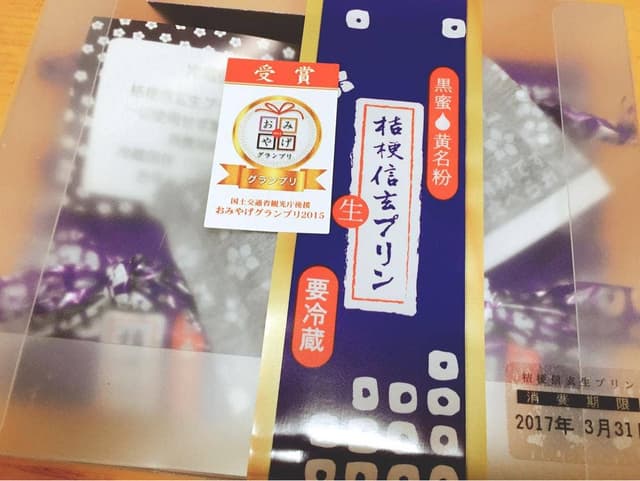 受賞
おみ
やげ
グランプリ
グランプリ
国土交通省観光庁後援
おみやげグランプリ2015
黒蜜
黄名粉
桔梗信玄
生
プリン
要冷蔵
桔梗信玄生プリン
消費期限
2017年 3月31日